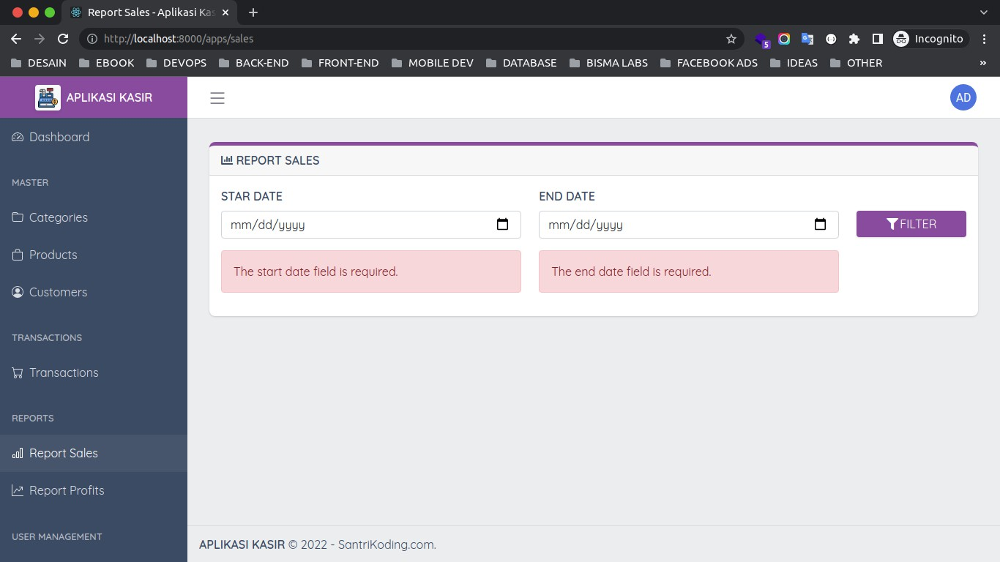 Report Sales - Aplikasi Kas
http://localhost:8000/apps/sales
5
Incognito
DESAIN
EBOOK
DEVOPS
BACK-END
FRONT-END
MOBILE DEV
DATABASE
BISMA LABS
FACEBOOK ADS
IDEAS
OTHER
»
APLIKASI KASIR
AD
Dashboard
MASTER
Categories
Products
Customers
TRANSACTIONS
Transactions
REPORTS
Report Sales
Report Profits
USER MANAGEMENT
REPORT SALES
STAR DATE
END DATE
mm/dd/yyyy
mm/dd/yyyy
FILTER
The start date field is required.
The end date field is required.
APLIKASI KASIR © 2022 - SantriKoding.com.